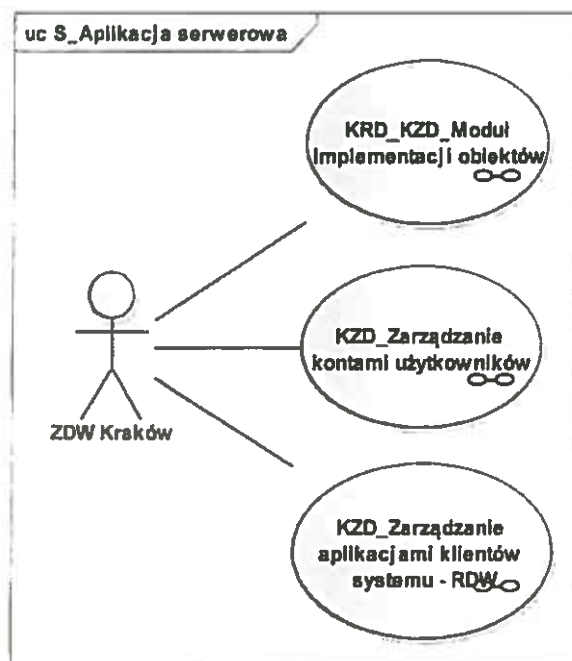 uc S_Aplikacja serwerowa
KRD_KZD_Moduł
implementacji obiektów
KZD_Zarządzanie
kontami użytkowników
ZDW Kraków
KZD_Zarządzanie
aplikacjami klientów
systemu - RDW